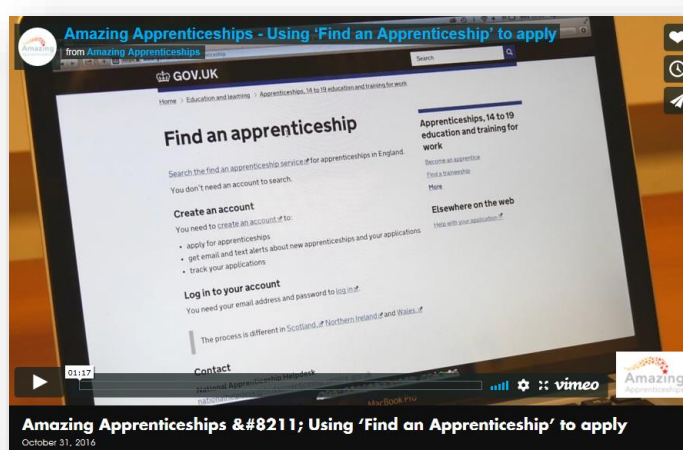 Amazing Apprenticeships - Using ‘Find an Apprenticeship’ to apply
from Amazing Apprenticeships
Amazing
GOV.UK
Search
Home > Education and learning > Apprenticeships, 14 to 19 education and training for work
Find an apprenticeship
Search the find an apprenticeship service for apprenticeships in England.
You don't need an account to search.
Create an account
You need to create an account to:
• apply for apprenticeships
• get email and text alerts about new apprenticeships and your applications
• track your applications
Log in to your account
You need your email address and password to log in.
The process is different in Scotland, Northern Ireland and Wales.
Contact
National Apprenticeship Helpdesk
Apprenticeships, 14 to 19
education and training for
work
Become an apprentice
Find a traineeship
More
Elsewhere on the web
Help with your application
01:17
vimeo
MacBook Pro
Amazing
Apprenticeships
Amazing Apprenticeships &#8211; Using ‘Find an Apprenticeship’ to apply
October 31, 2016